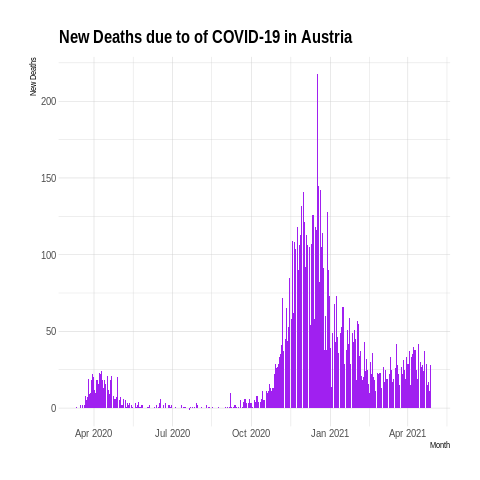 New Deaths due to of COVID-19 in Austria
New Deaths
200
150
100
50
0
Apr 2020 Jul 2020 Oct 2020 Jan 2021 Apr 2021
Month